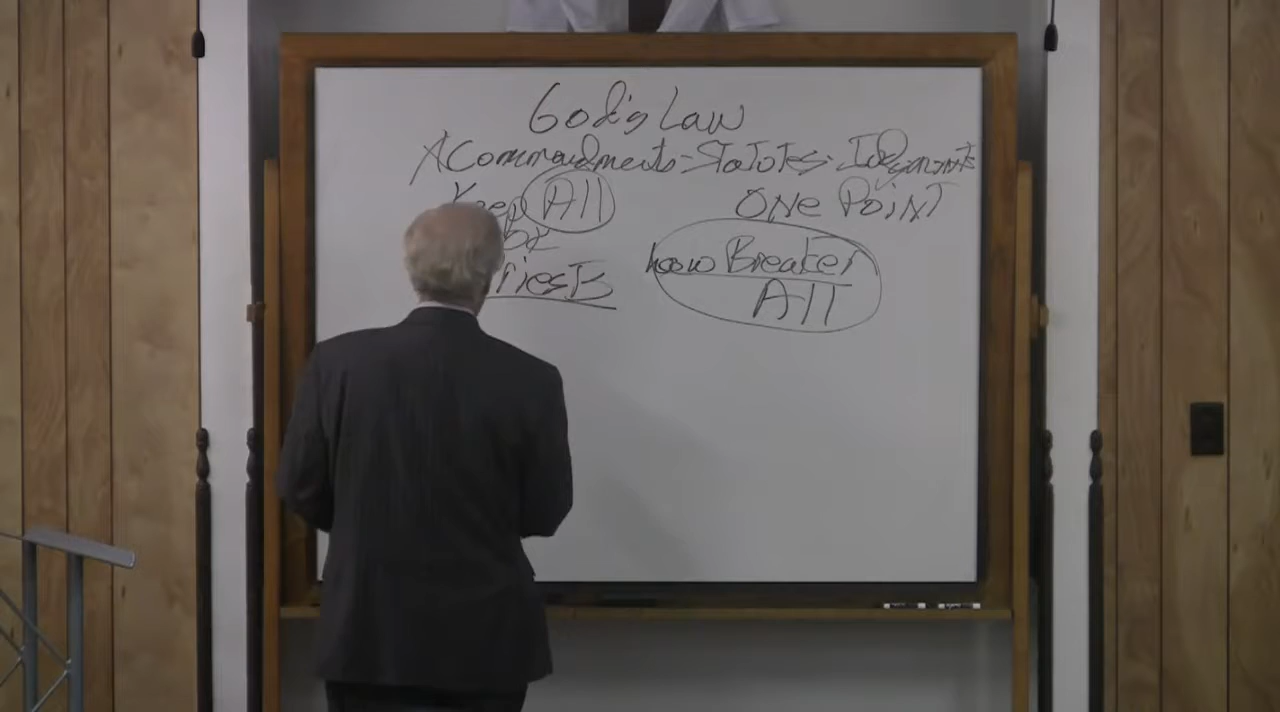 God's Law
Commandments - Statutes - Judgments
Keep All
ONE POINT
Law Breaker
All